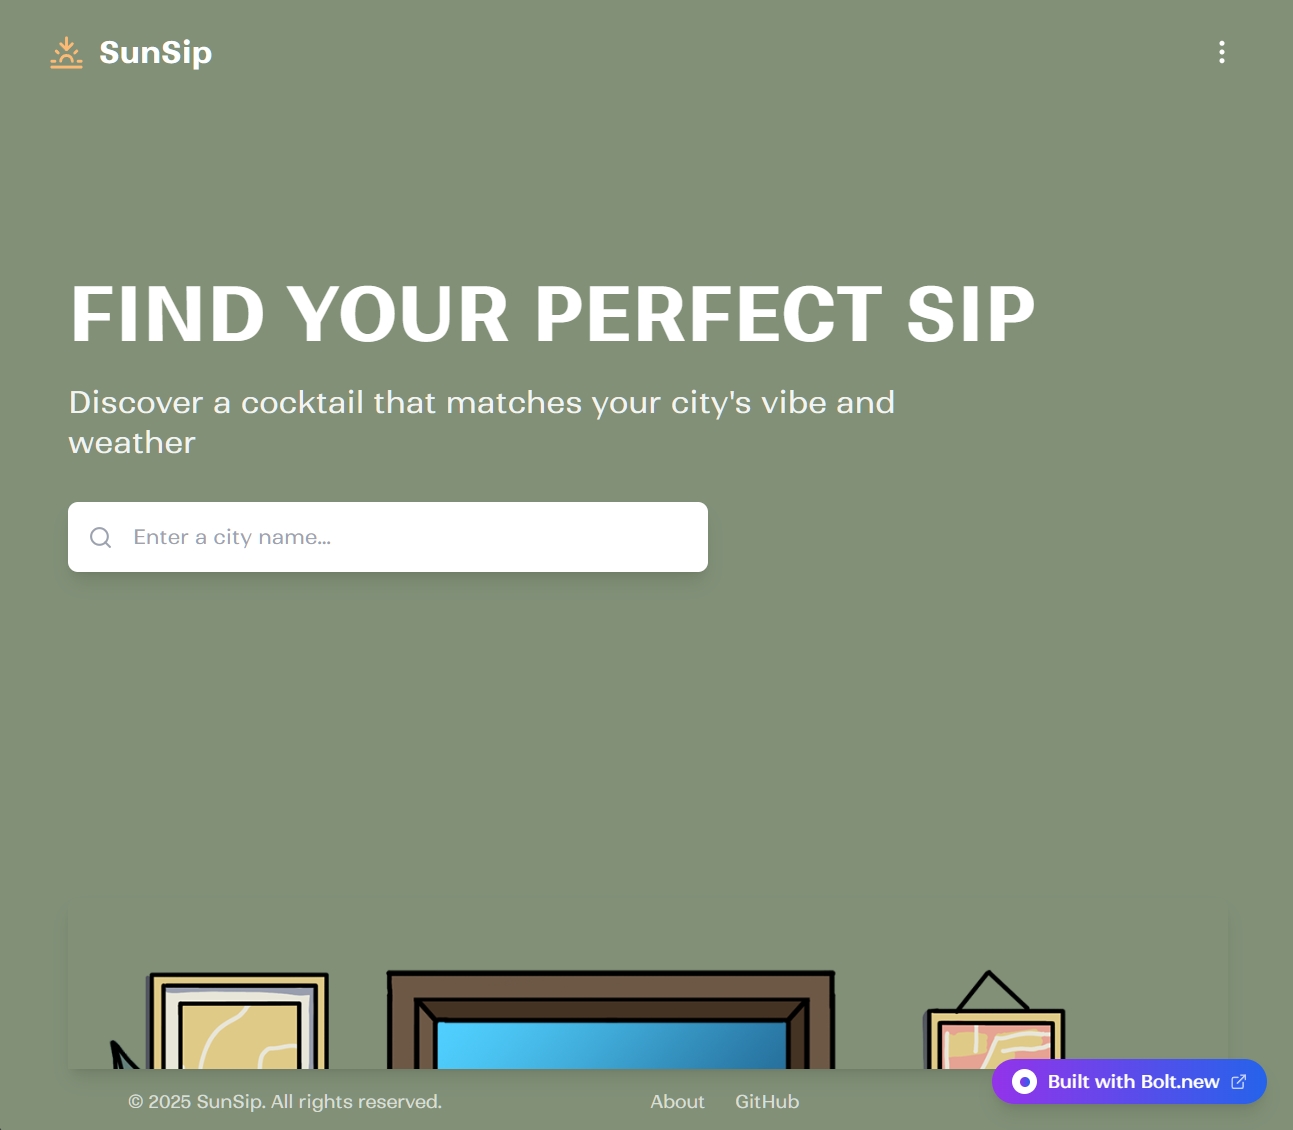 SunSip
FIND YOUR PERFECT SIP
Discover a cocktail that matches your city's vibe and
weather
Enter a city name...
Built with Bolt.new
© 2025 SunSip. All rights reserved.
About
GitHub